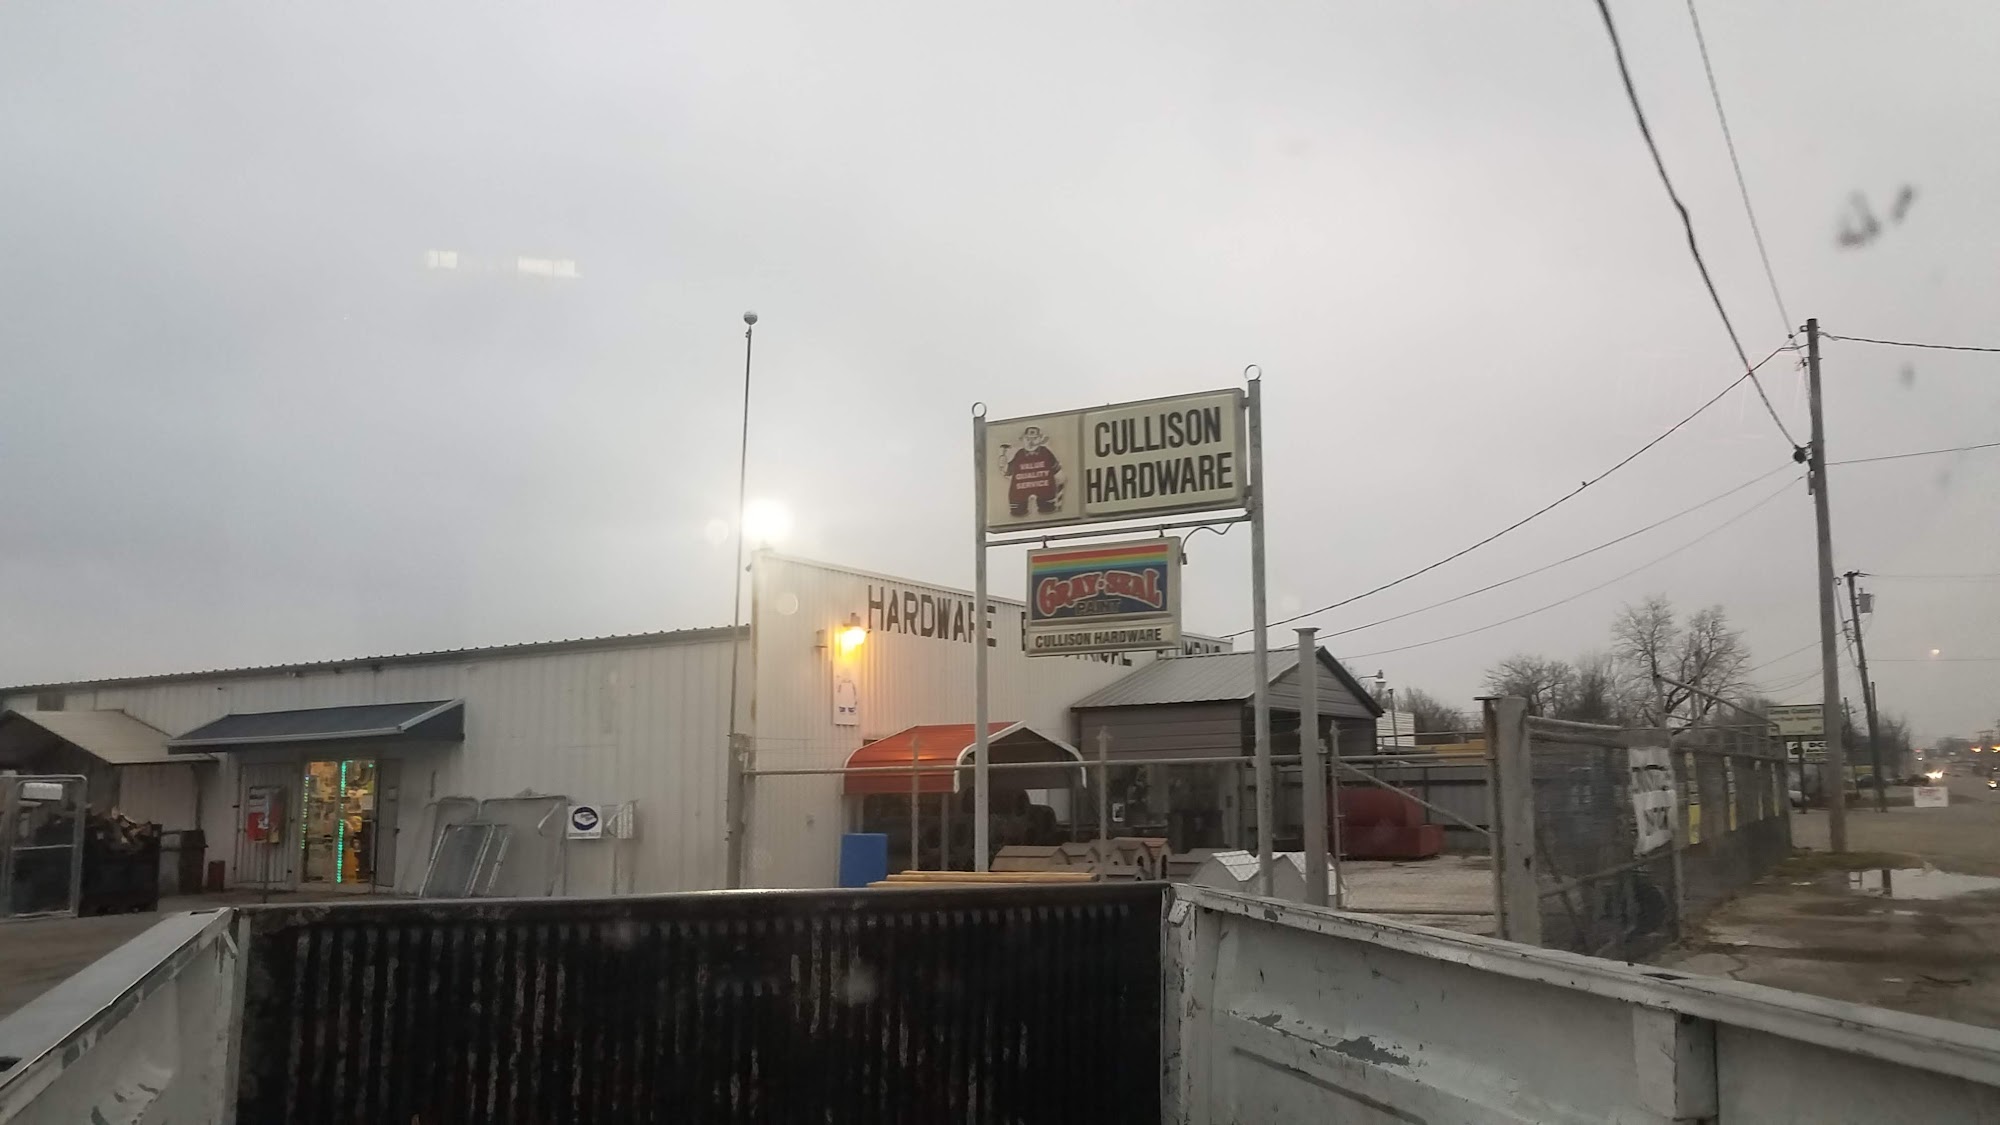 CULLISON
HARDWARE
VALUE
QUALITY
SERVICE
GRAY-SEAL
PAINT
CULLISON HARDWARE
HARDWARE